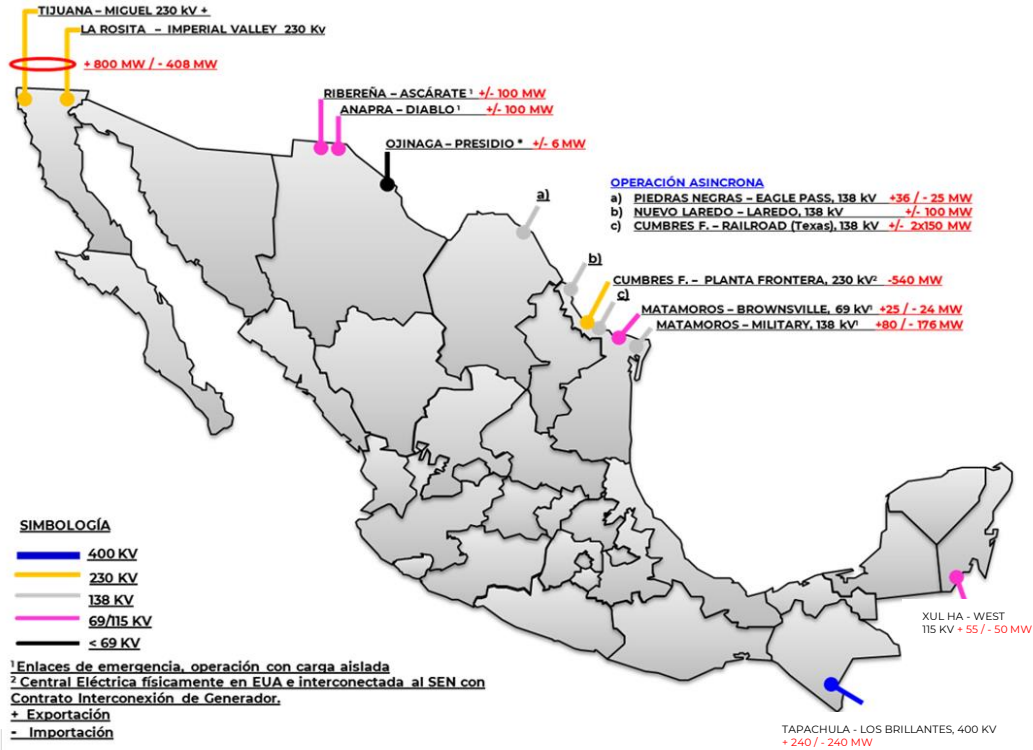 TIJUANA – MIGUEL 230 kV +
LA ROSITA – IMPERIAL VALLEY 230 Kv
+ 800 MW / - 408 MW
RIBEREÑA – ASCÁRATE ¹ +/- 100 MW
ANAPRA – DIABLO ¹ +/- 100 MW
OJINAGA – PRESIDIO * +/- 6 MW
OPERACIÓN ASINCRONA
a) PIEDRAS NEGRAS – EAGLE PASS, 138 kV +36 / - 25 MW
b) NUEVO LAREDO – LAREDO, 138 kV +/- 100 MW
c) CUMBRES F. – RAILROAD (Texas), 138 kV +/- 2x150 MW
a)
b)
CUMBRES F. – PLANTA FRONTERA, 230 kV² -540 MW
c)
MATAMOROS – BROWNSVILLE, 69 kV¹ +25 / - 24 MW
MATAMOROS – MILITARY, 138 kV¹ +80 / - 176 MW
SIMBOLOGÍA
400 KV
230 KV
138 KV
69/115 KV
< 69 KV
¹ Enlaces de emergencia, operación con carga aislada
² Central Eléctrica físicamente en EUA e interconectada al SEN con
Contrato Interconexión de Generador.
+ Exportación
- Importación
XUL HA - WEST
115 KV + 55 / - 50 MW
TAPACHULA - LOS BRILLANTES, 400 KV
+ 240 / - 240 MW